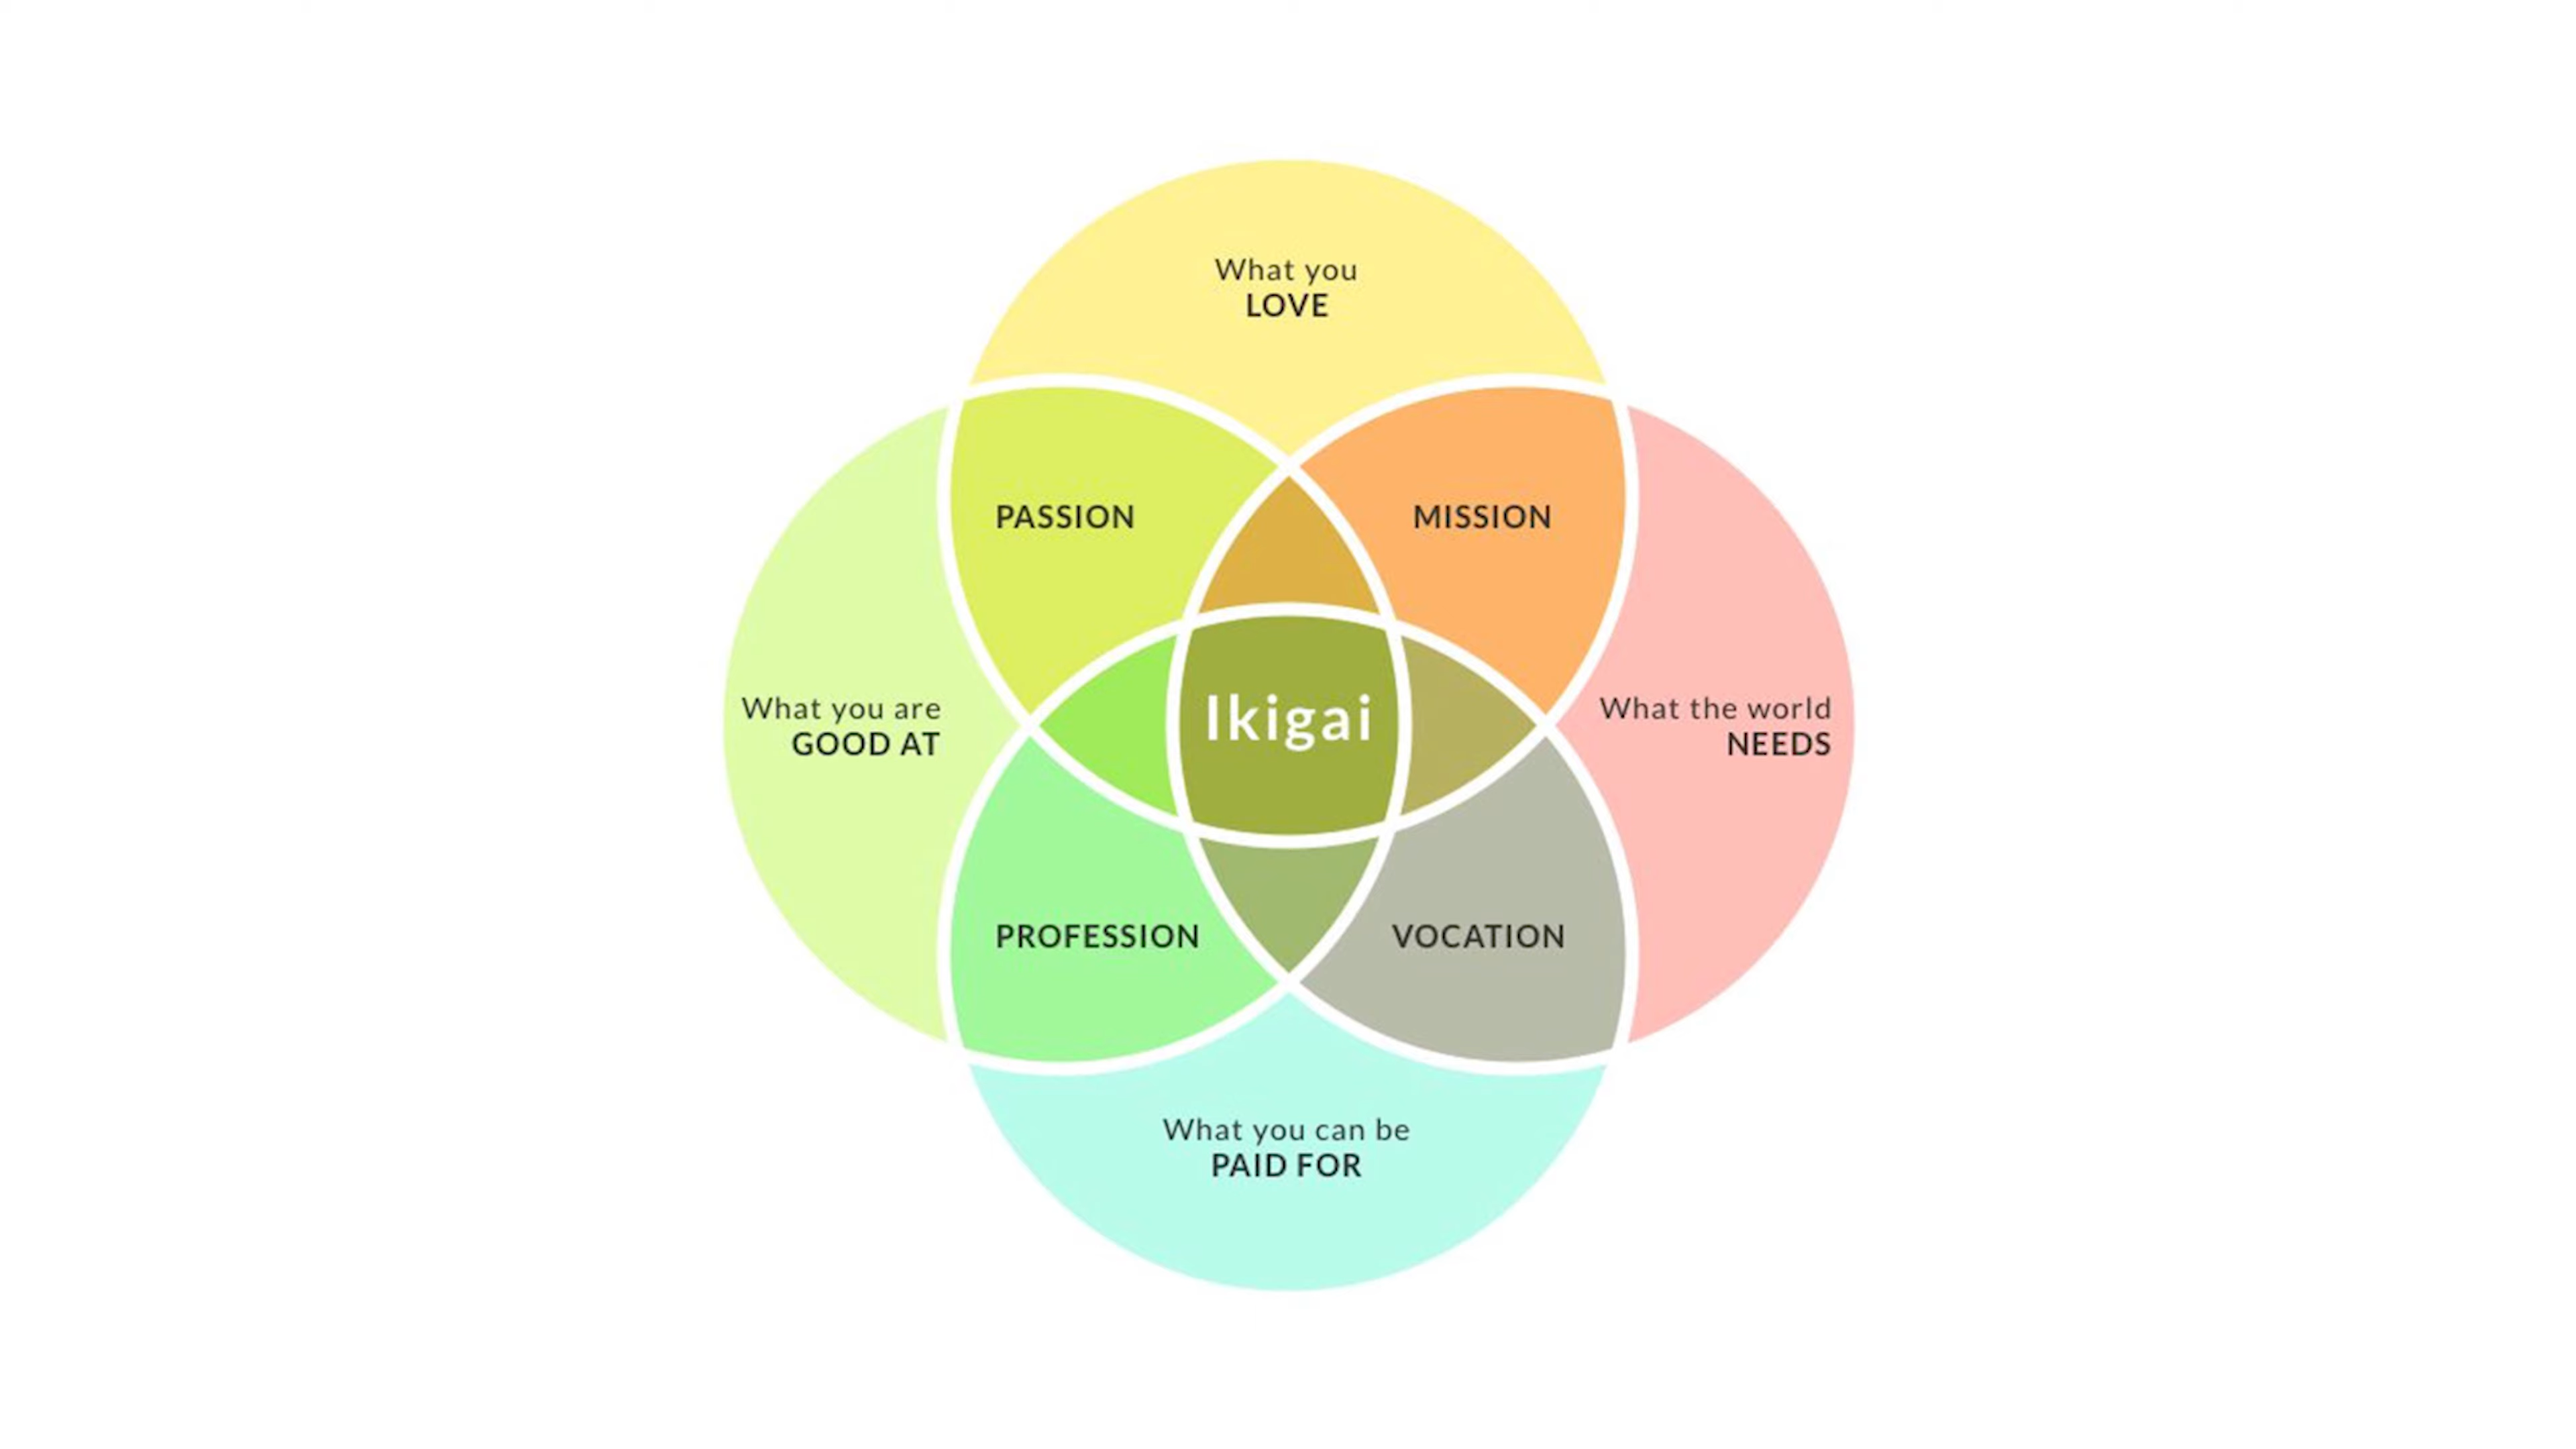 What you
LOVE
PASSION
MISSION
What you are
GOOD AT
Ikigai
What the world
NEEDS
PROFESSION
VOCATION
What you can be
PAID FOR